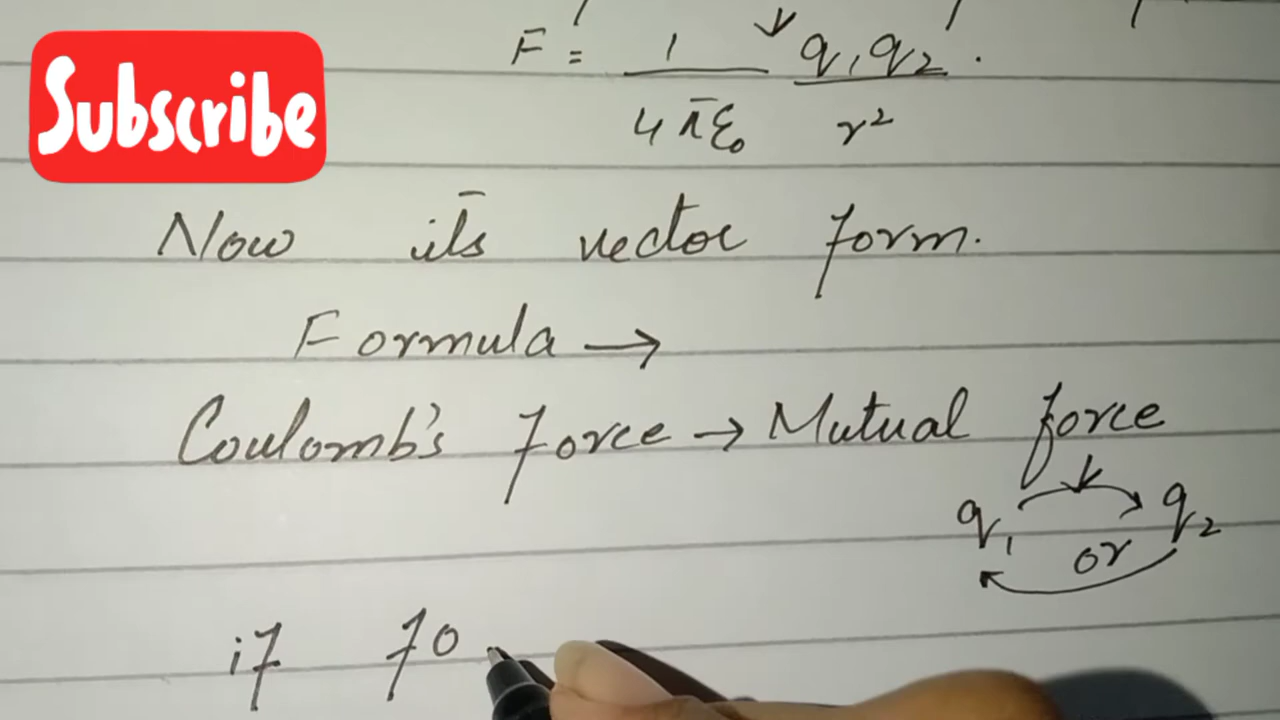 Subscribe
F = 1 q1q2 .
4πε0 r²
Now its vector form.
Formula →
Coulomb's force → Mutual force
q1 → q2
or
if fo